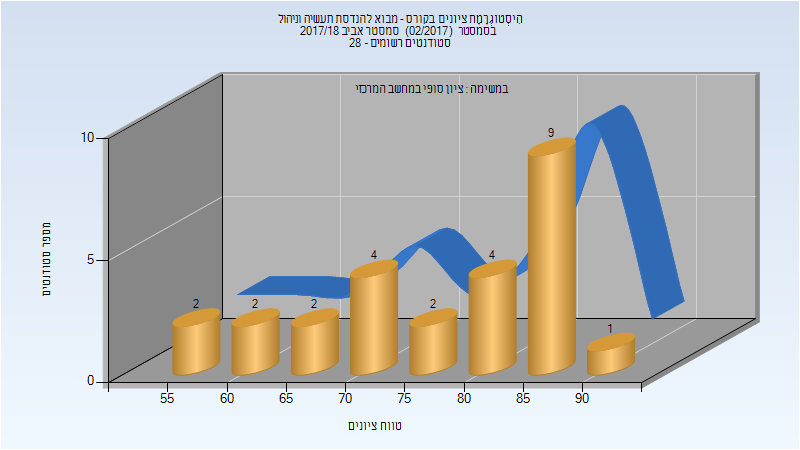 הִיסְטוֹגְרָמַת ציונים בקורס - מבוא להנדסת תעשיה וניהול
בסמסטר (02/2017) סמסטר אביב 2017/18
סטודנטים רשומים - 28
במשימה : ציון סופי במחשב המרכזי
מספר סטודנטים
10
5
0
2
2
2
4
2
4
9
1
55 60 65 70 75 80 85 90
טווח ציונים